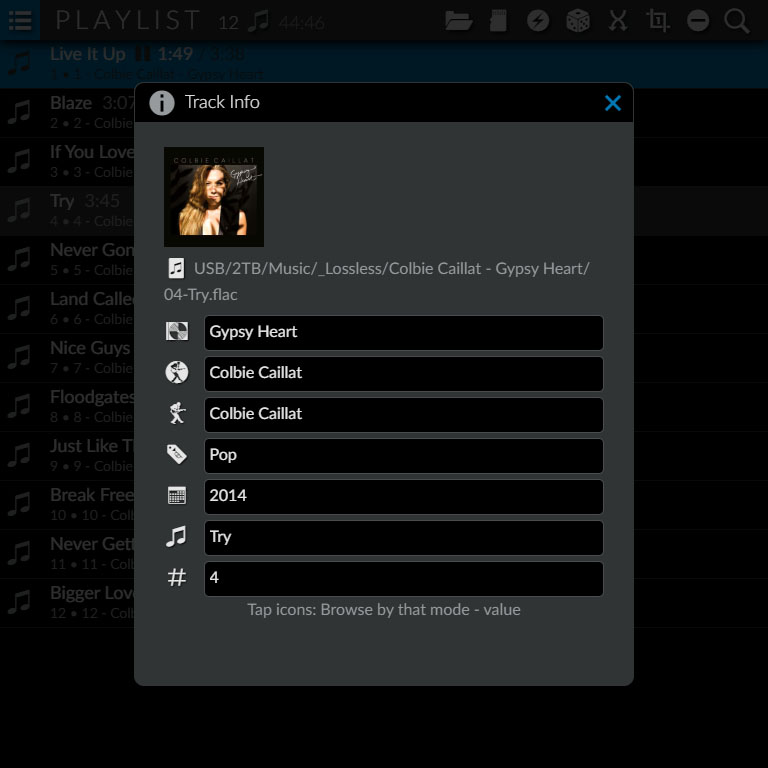 PLAYLIST 12 44:46
Live It Up 1:49 / 3:38
1 • 1 - Colbie Caillat - Gypsy Heart
Track Info
Blaze 3:07
2 • 2 - Colbie
COLBIE CAILLAT
Gypsy Heart
If You Love
3 • 3 - Colbie
Try 3:45
4 • 4 - Colbie
Never Gon
5 • 5 - Colbie
USB/2TB/Music/_Lossless/Colbie Caillat - Gypsy Heart/
04-Try.flac
Land Calle
6 • 6 - Colbie
Gypsy Heart
Nice Guys
7 • 7 - Colbie
Colbie Caillat
Floodgates
8 • 8 - Colbie
Colbie Caillat
Just Like T
9 • 9 - Colbie
Pop
Break Free
10 • 10 - Col
2014
Never Get
11 • 11 - Col
Try
Bigger Lov
12 • 12 - Col
# 4
Tap icons: Browse by that mode - value